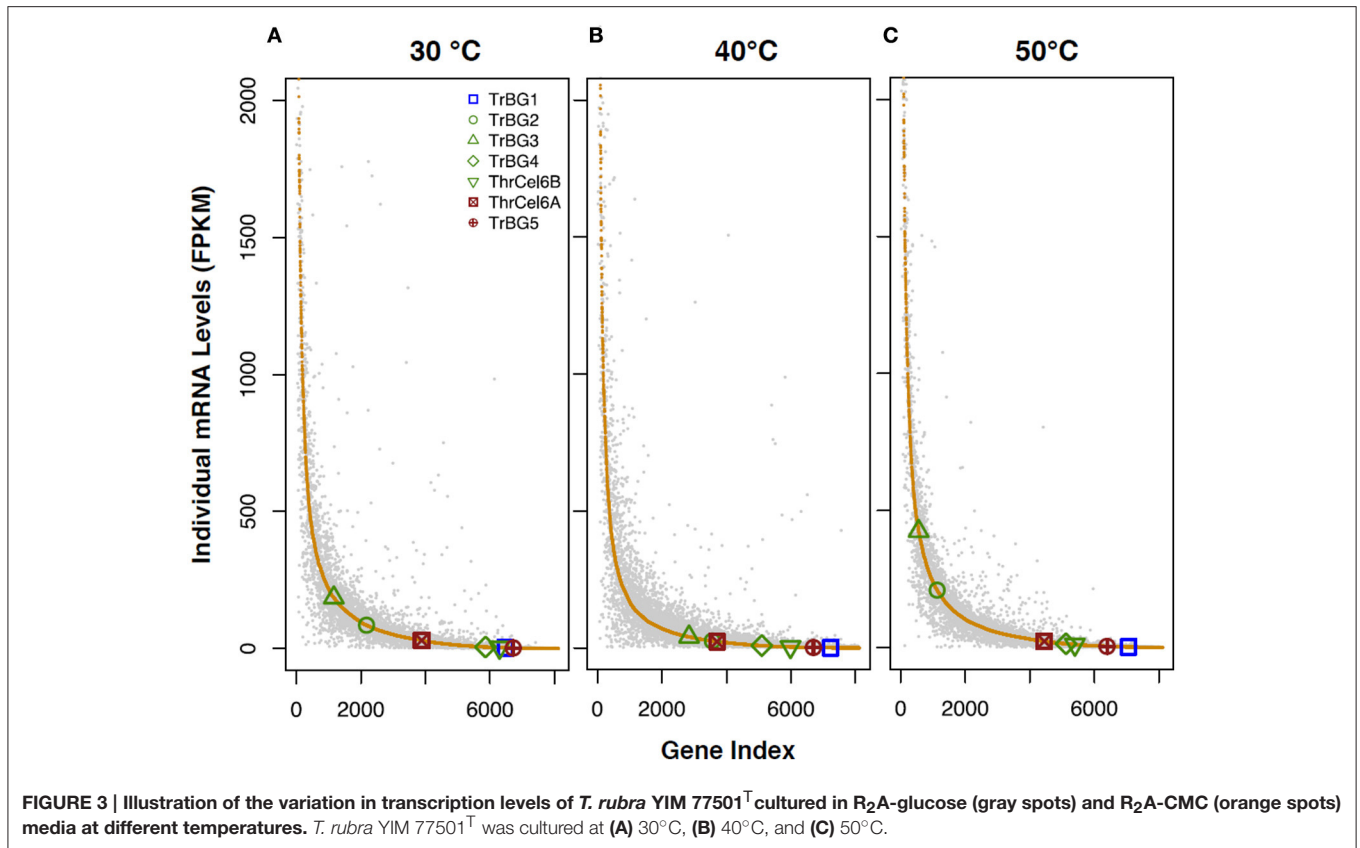 A
30 °C
B
40°C
C
50°C
Individual mRNA Levels (FPKM)
2000
1500
1000
500
0
TrBG1
TrBG2
TrBG3
TrBG4
ThrCel6B
ThrCel6A
TrBG5
0 2000 6000
0 2000 6000
0 2000 6000
Gene Index
FIGURE 3 | Illustration of the variation in transcription levels of T. rubra YIM 77501ᵀcultured in R₂A-glucose (gray spots) and R₂A-CMC (orange spots)
media at different temperatures. T. rubra YIM 77501ᵀ was cultured at (A) 30°C, (B) 40°C, and (C) 50°C.